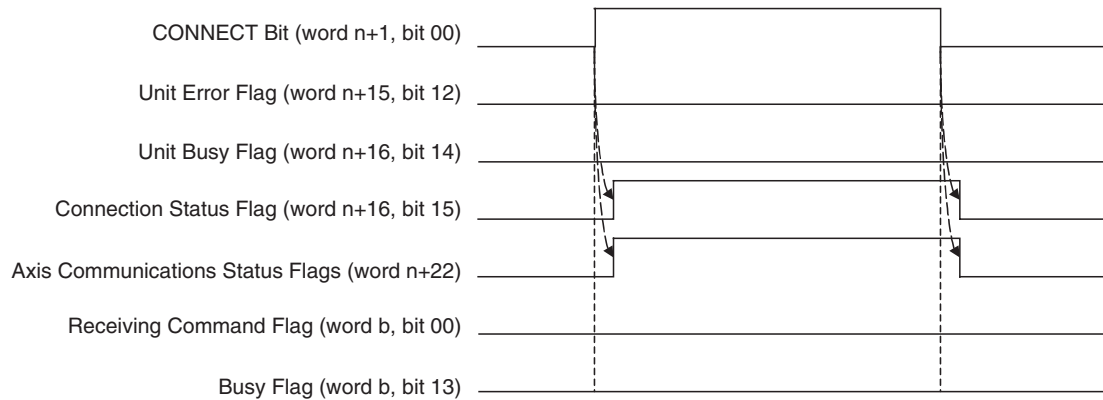 CONNECT Bit (word n+1, bit 00)
Unit Error Flag (word n+15, bit 12)
Unit Busy Flag (word n+16, bit 14)
Connection Status Flag (word n+16, bit 15)
Axis Communications Status Flags (word n+22)
Receiving Command Flag (word b, bit 00)
Busy Flag (word b, bit 13)